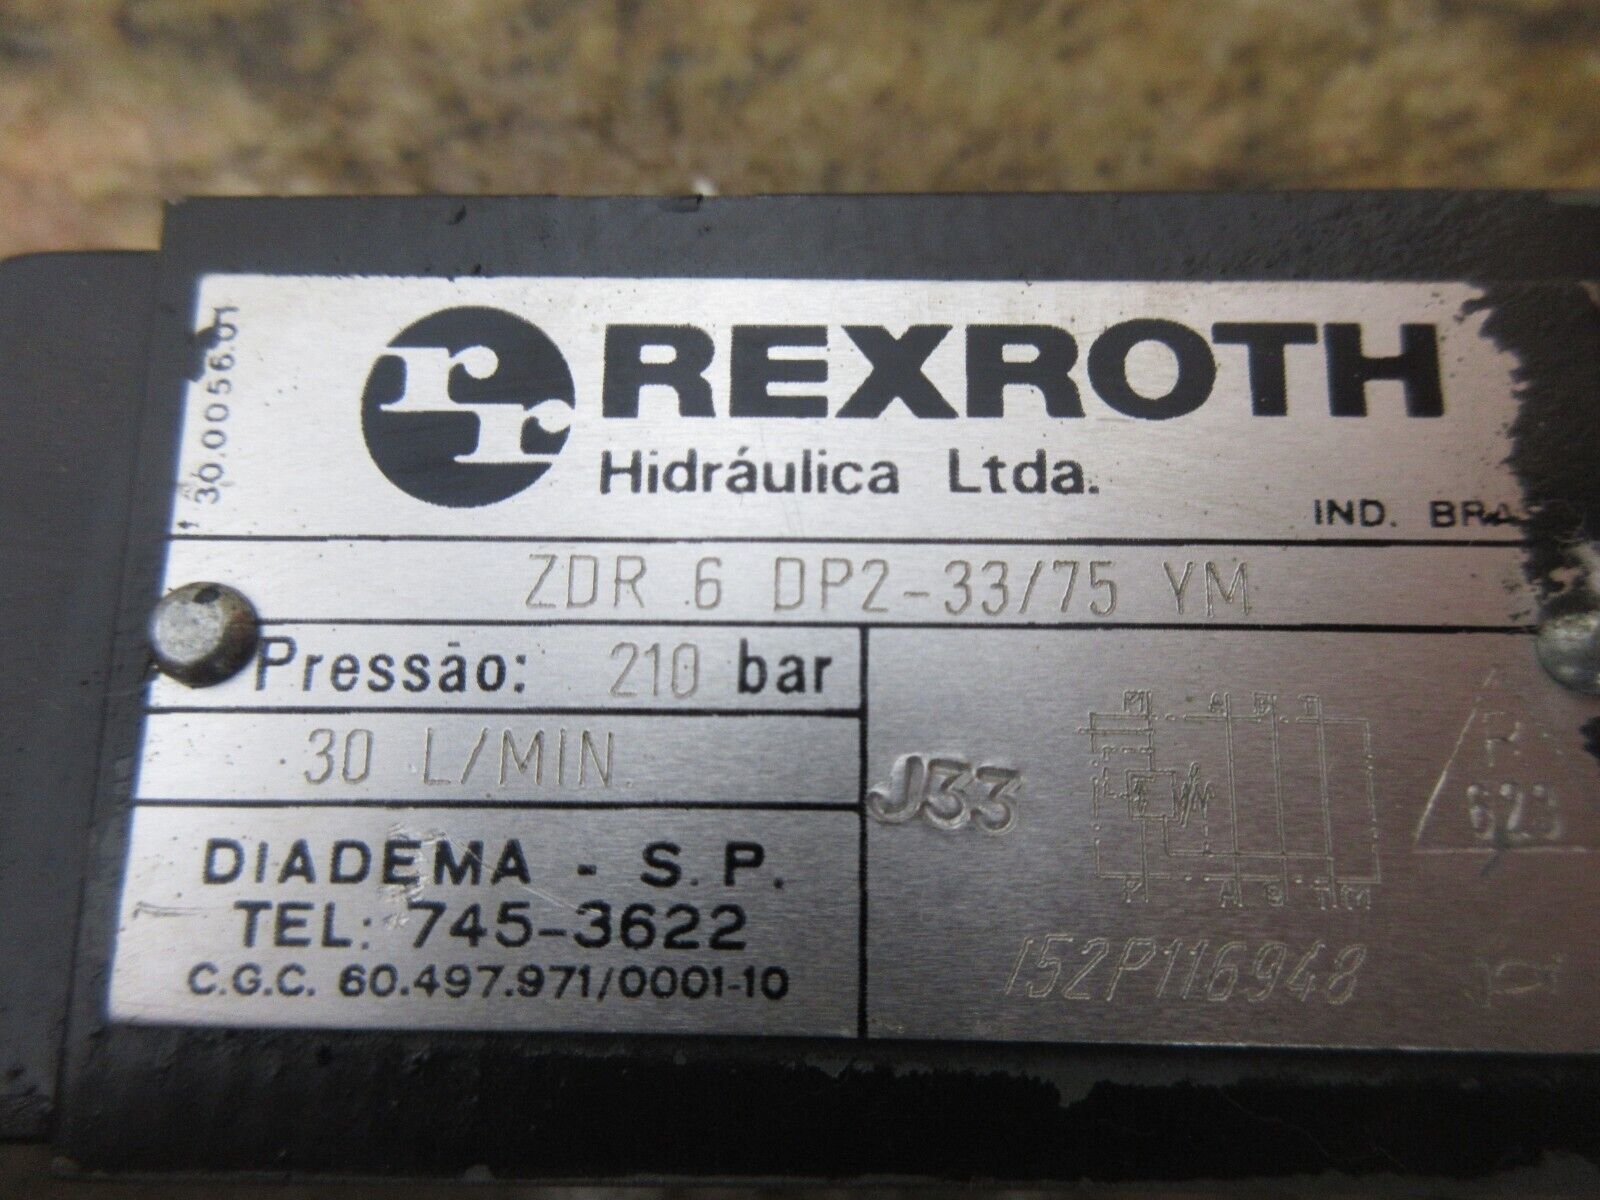 30.0056.01
rr REXROTH
Hidráulica Ltda.
IND. BRAS
ZDR 6 DP2-33/75 YM
Pressão: 210 bar
30 L/MIN.
J33
623
DIADEMA - S.P.
TEL: 745-3622
C.G.C. 60.497.971/0001-10
152P116948